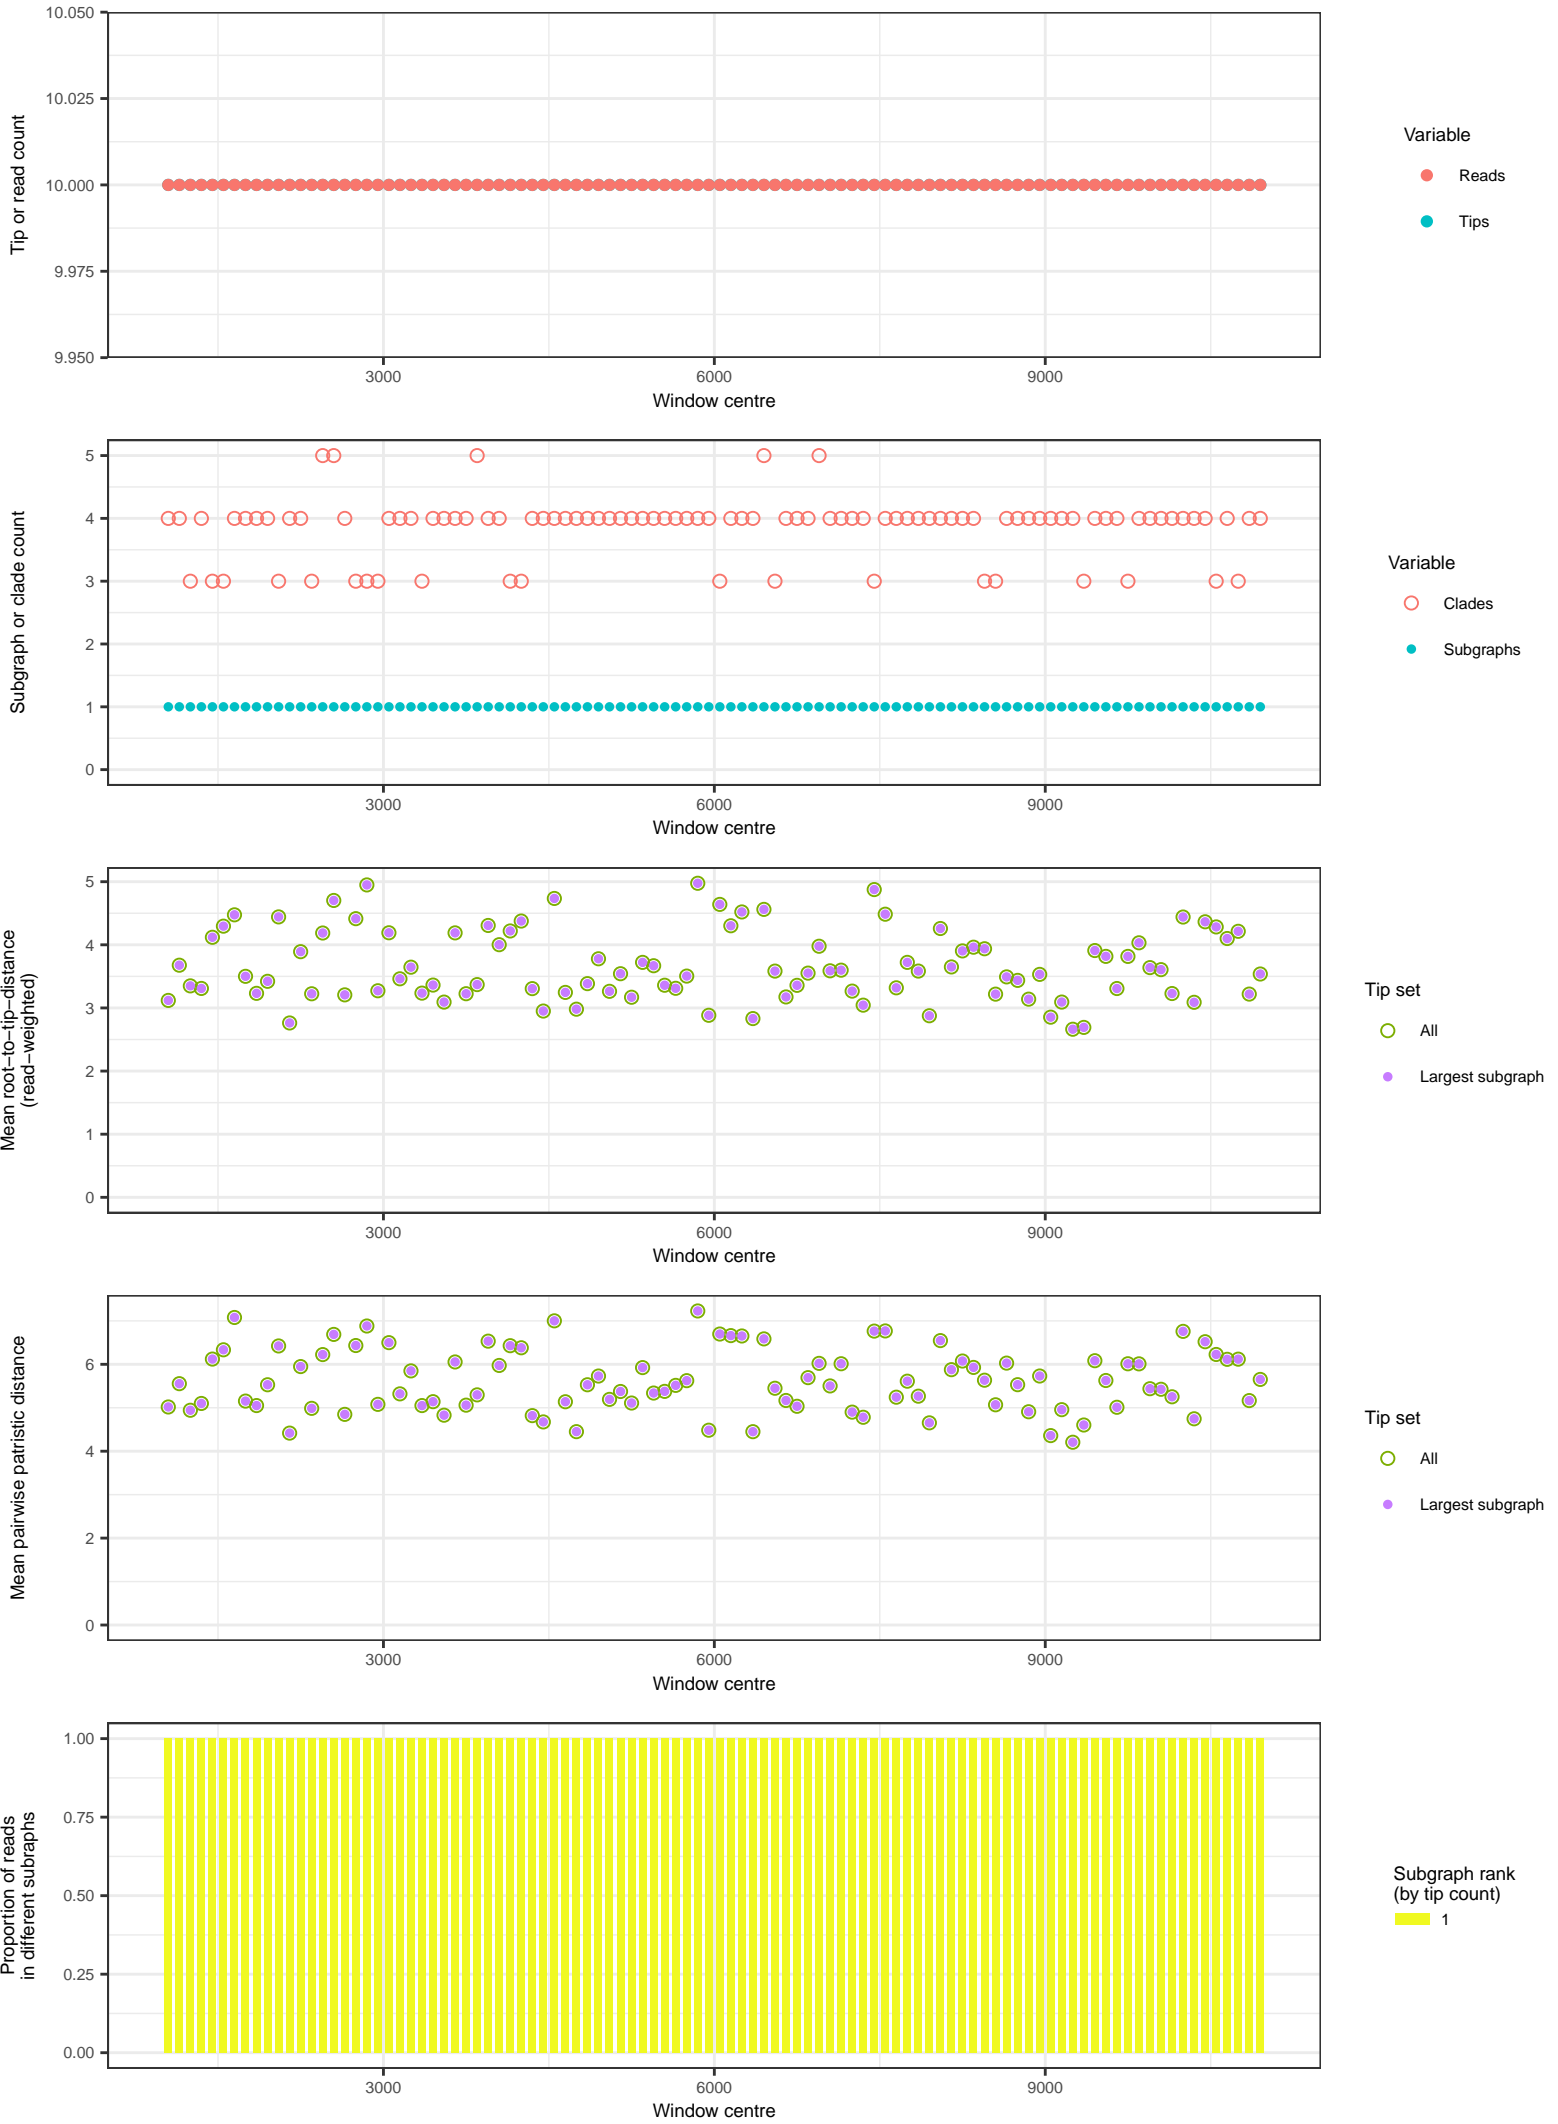 10.050
10.025
10.000
9.975
9.950
Tip or read count
3000 6000 9000
Window centre
Variable
Reads
Tips
5
4
3
2
1
0
Subgraph or clade count
3000 6000 9000
Window centre
Variable
Clades
Subgraphs
5
4
3
2
1
0
Mean root−to−tip−distance
(read−weighted)
3000 6000 9000
Window centre
Tip set
All
Largest subgraph
6
4
2
0
Mean pairwise patristic distance
3000 6000 9000
Window centre
Tip set
All
Largest subgraph
1.00
0.75
0.50
0.25
0.00
Proportion of reads
in different subraphs
3000 6000 9000
Window centre
Subgraph rank
(by tip count)
1